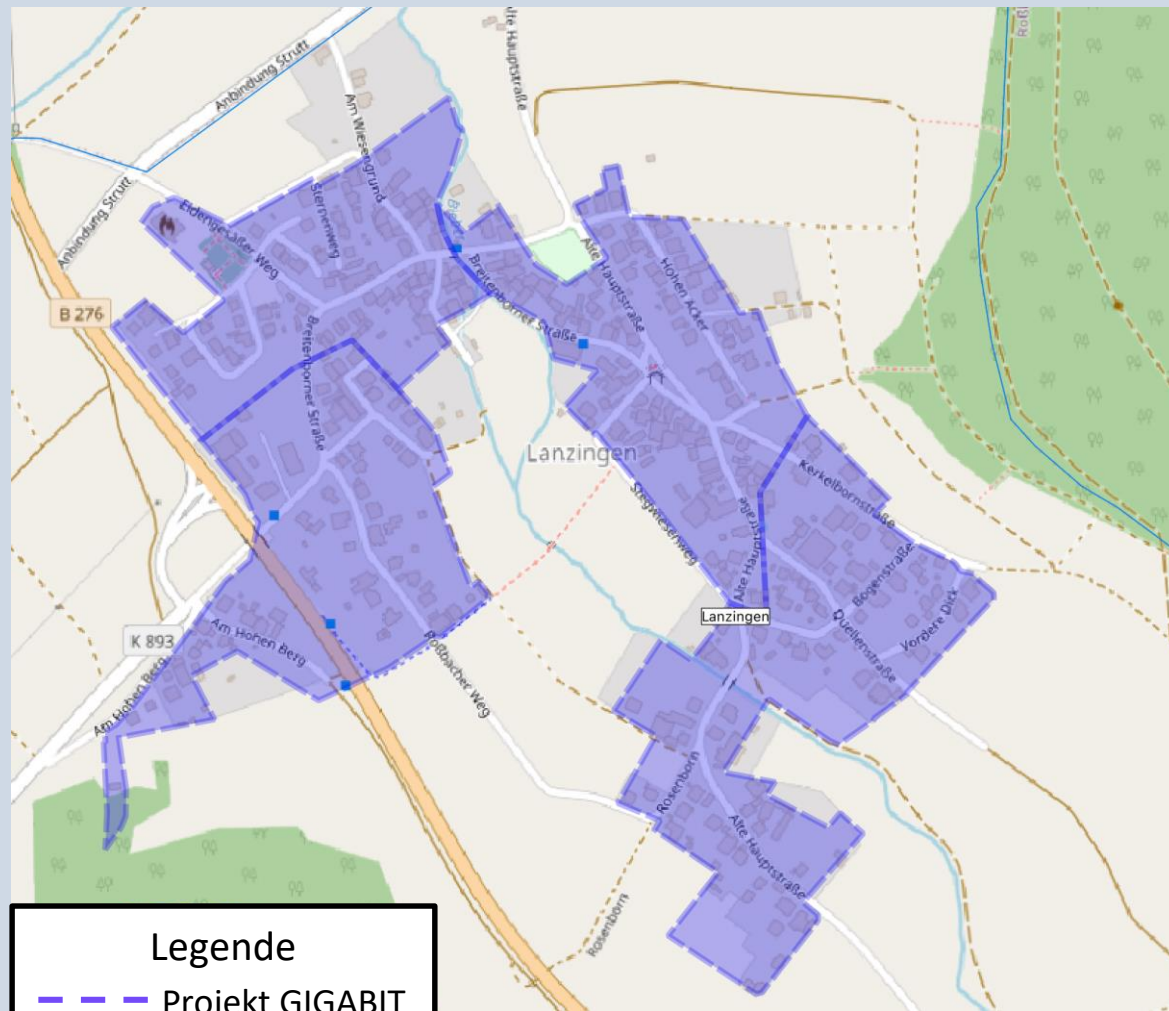 Alte Hauptstraße
Anbindung Strutt
Am Wiesengrund
Anbindung Strutt
Sternenweg
Eidengesäßer Weg
Alte Hauptstraße
Hohen Acker
Breitenborner Straße
B 276
Breitenborner Straße
Lanzingen
Kerkelbornstraße
Stegwiesenweg
Alte Hauptstraße
Bogenstraße
Lanzingen
Quellenstraße
Vordere Dick
K 893
Am Hohen Berg
Am Hohen Berg
Roßbacher Weg
Rosenborn
Alte Hauptstraße
Rosenborn
Legende
Projekt GIGABIT